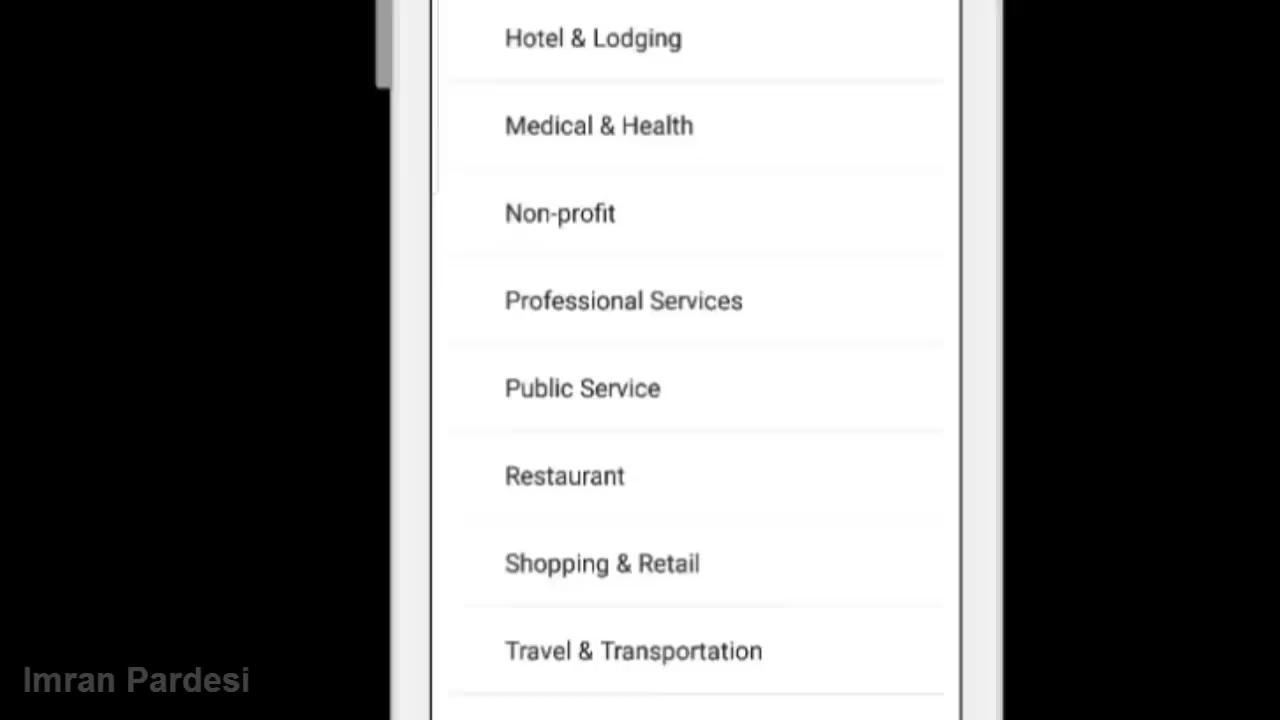 Hotel & Lodging
Medical & Health
Non-profit
Professional Services
Public Service
Restaurant
Shopping & Retail
Travel & Transportation
Imran Pardesi